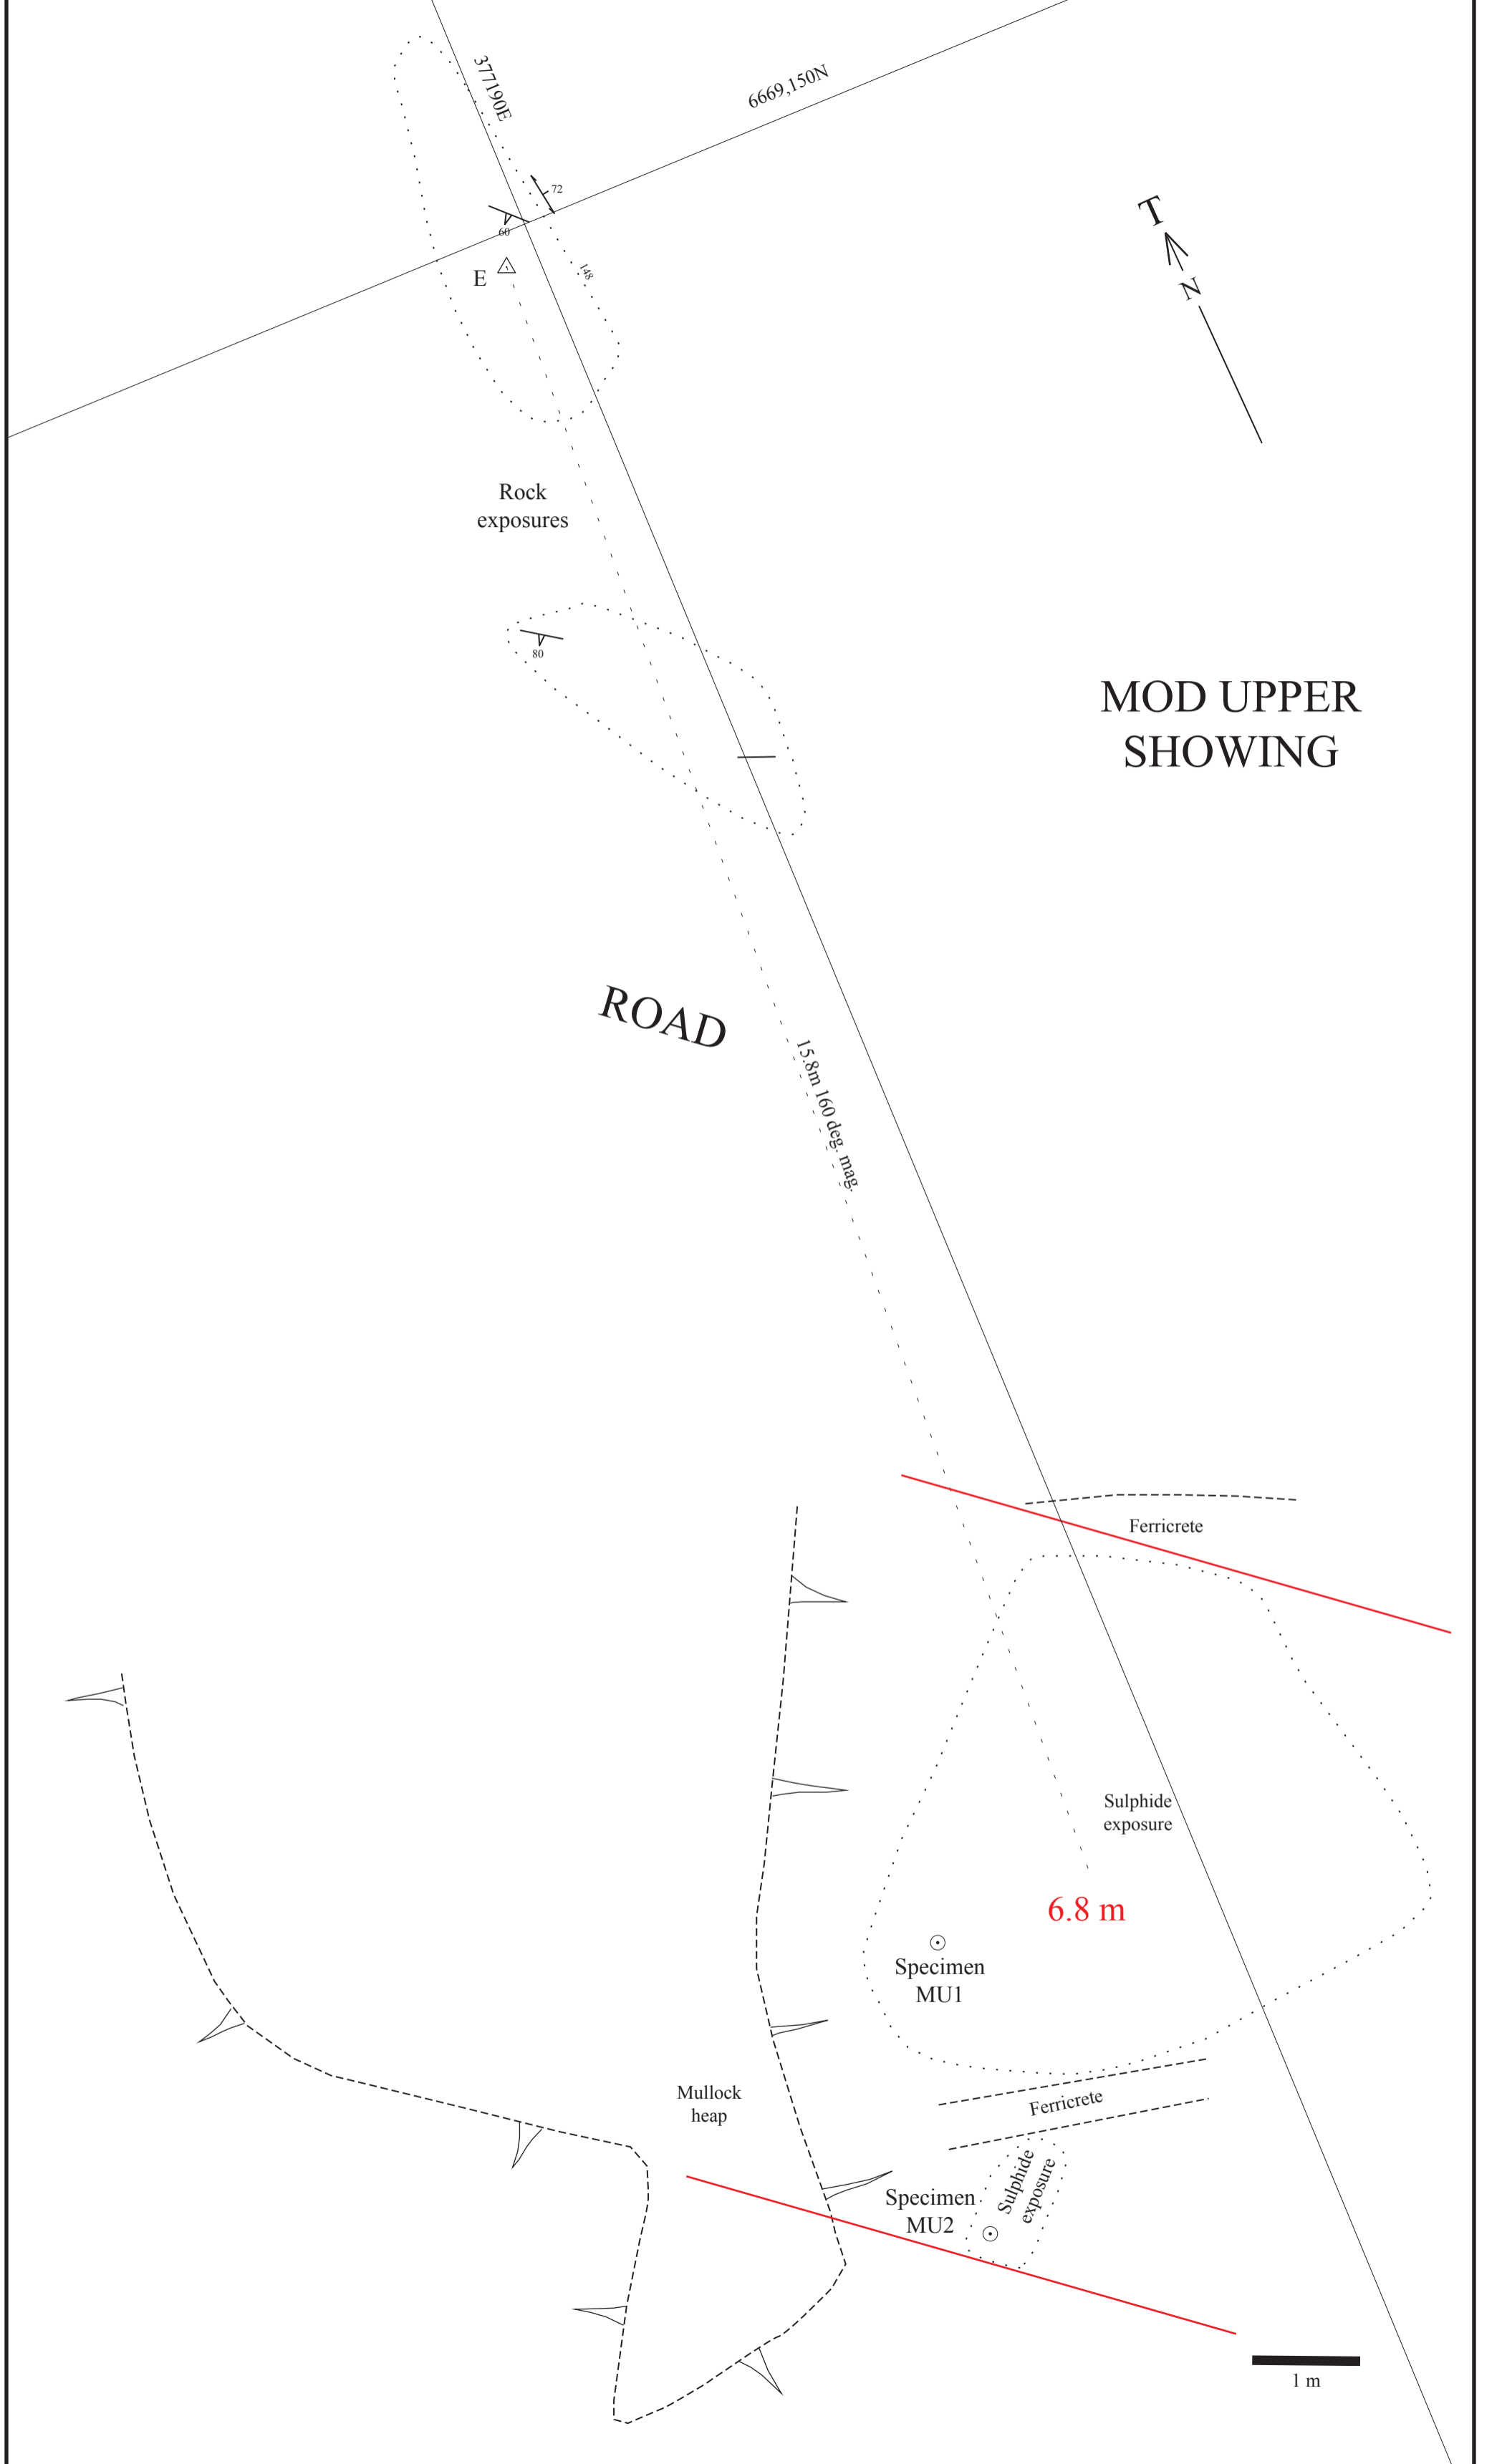 377190E
6669,150N
72
60
E
148
T
N
Rock
exposures
80
MOD UPPER
SHOWING
ROAD
15.8m 160 deg. mag.
Ferricrete
Sulphide
exposure
6.8 m
Specimen
MU1
Mullock
heap
Ferricrete
Sulphide
exposure
Specimen
MU2
1 m